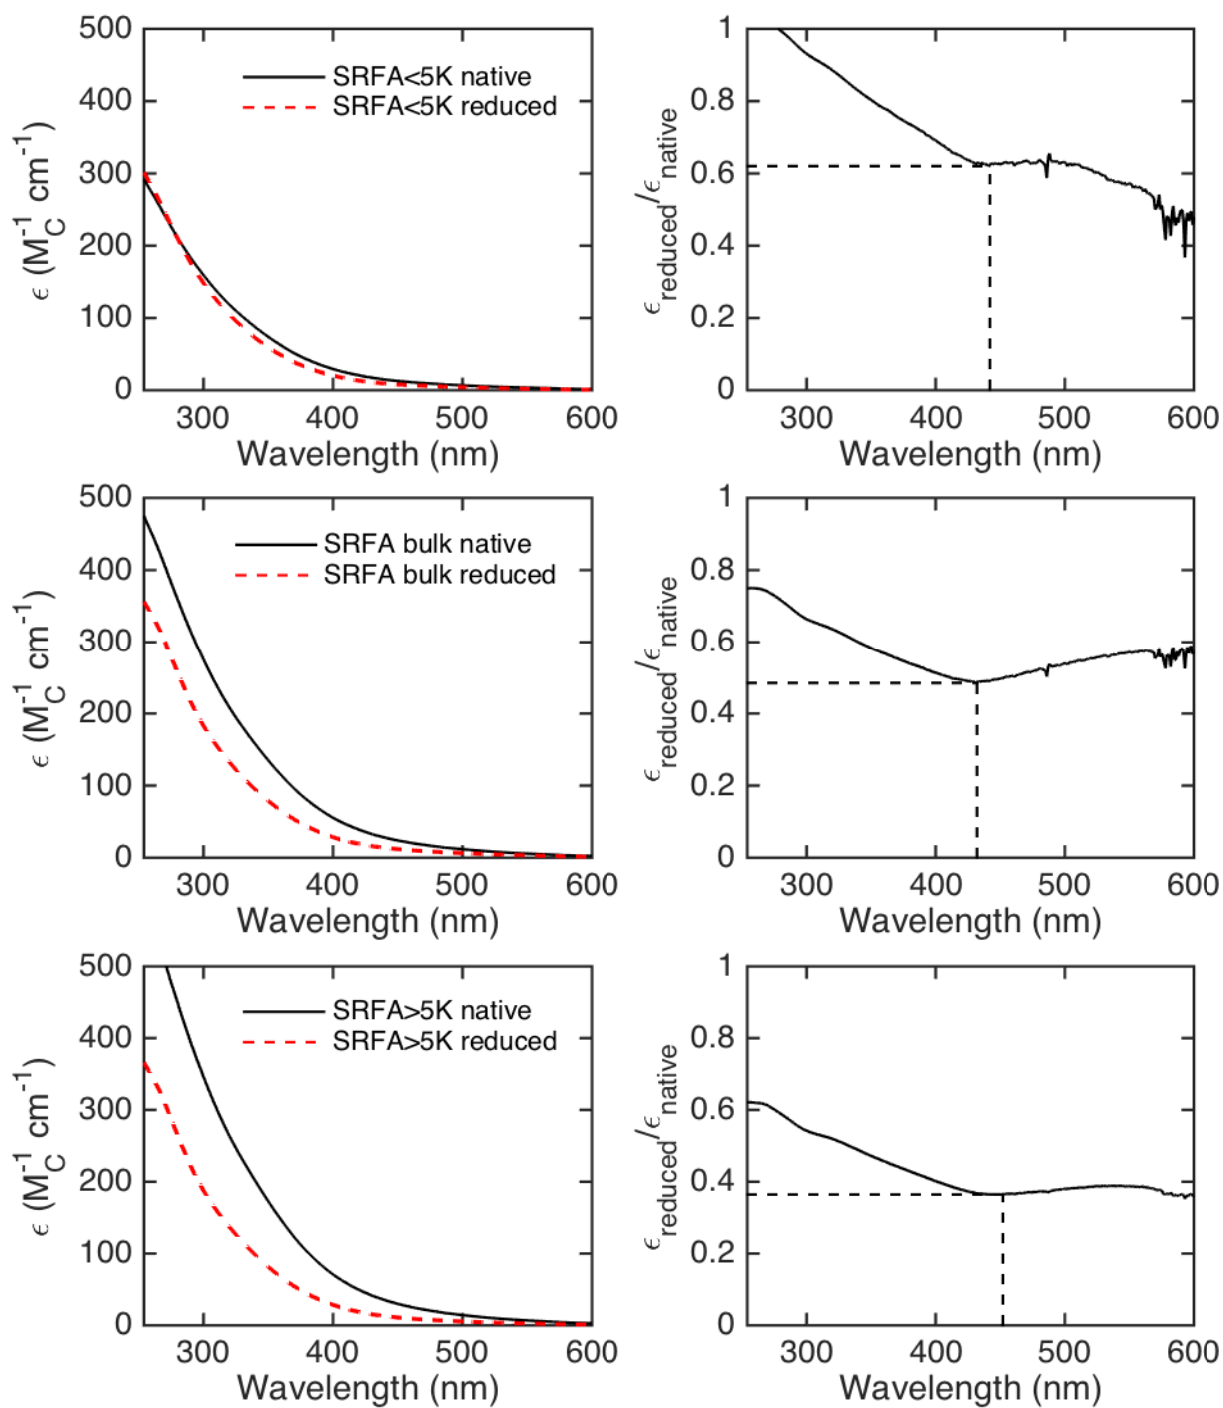 500
400
300
200
100
0
ϵ (M_C^-1 cm^-1)
SRFA<5K native
SRFA<5K reduced
300 400 500 600
Wavelength (nm)
1
0.8
0.6
0.4
0.2
0
ϵ_reduced/ϵ_native
300 400 500 600
Wavelength (nm)
500
400
300
200
100
0
ϵ (M_C^-1 cm^-1)
SRFA bulk native
SRFA bulk reduced
300 400 500 600
Wavelength (nm)
1
0.8
0.6
0.4
0.2
0
ϵ_reduced/ϵ_native
300 400 500 600
Wavelength (nm)
500
400
300
200
100
0
ϵ (M_C^-1 cm^-1)
SRFA>5K native
SRFA>5K reduced
300 400 500 600
Wavelength (nm)
1
0.8
0.6
0.4
0.2
0
ϵ_reduced/ϵ_native
300 400 500 600
Wavelength (nm)